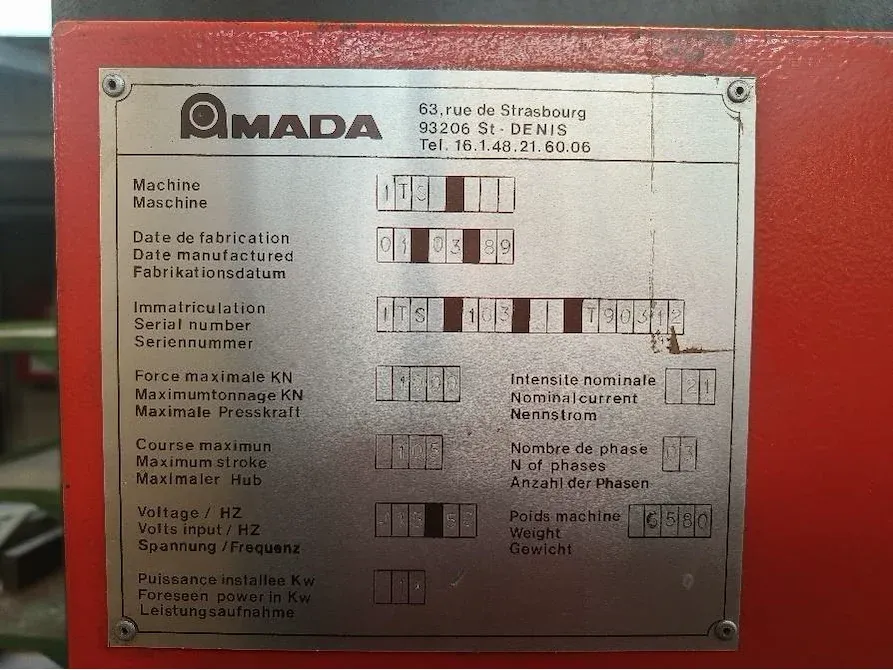 AMADA
63, rue de Strasbourg
93206 St - DENIS
Tel. 16.1.48.21.60.06
Machine
Maschine
ITS
Date de fabrication
Date manufactured
Fabrikationsdatum
01 03 89
Immatriculation
Serial number
Seriennummer
ITS 103 T90312
Force maximale KN
Maximumtonnage KN
Maximale Presskraft
Intensite nominale
Nominal current
Nennstrom
21
Course maximun
Maximum stroke
Maximaler Hub
105
Nombre de phase
N of phases
Anzahl der Phasen
03
Voltage / HZ
Volts input / HZ
Spannung / Frequenz
Poids machine
Weight
Gewicht
6580
Puissance installee Kw
Foreseen power in Kw
Leistungsaufnahme
11